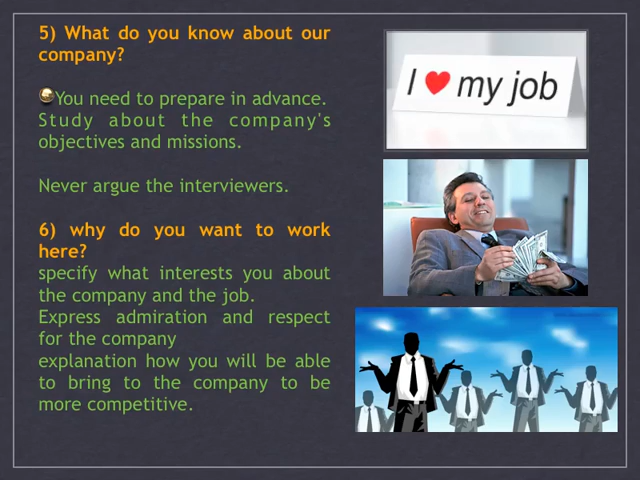 5) What do you know about our
company?
You need to prepare in advance.
Study about the company's
objectives and missions.
Never argue the interviewers.
6) why do you want to work
here?
specify what interests you about
the company and the job.
Express admiration and respect
for the company
explanation how you will be able
to bring to the company to be
more competitive.
I ♥ my job